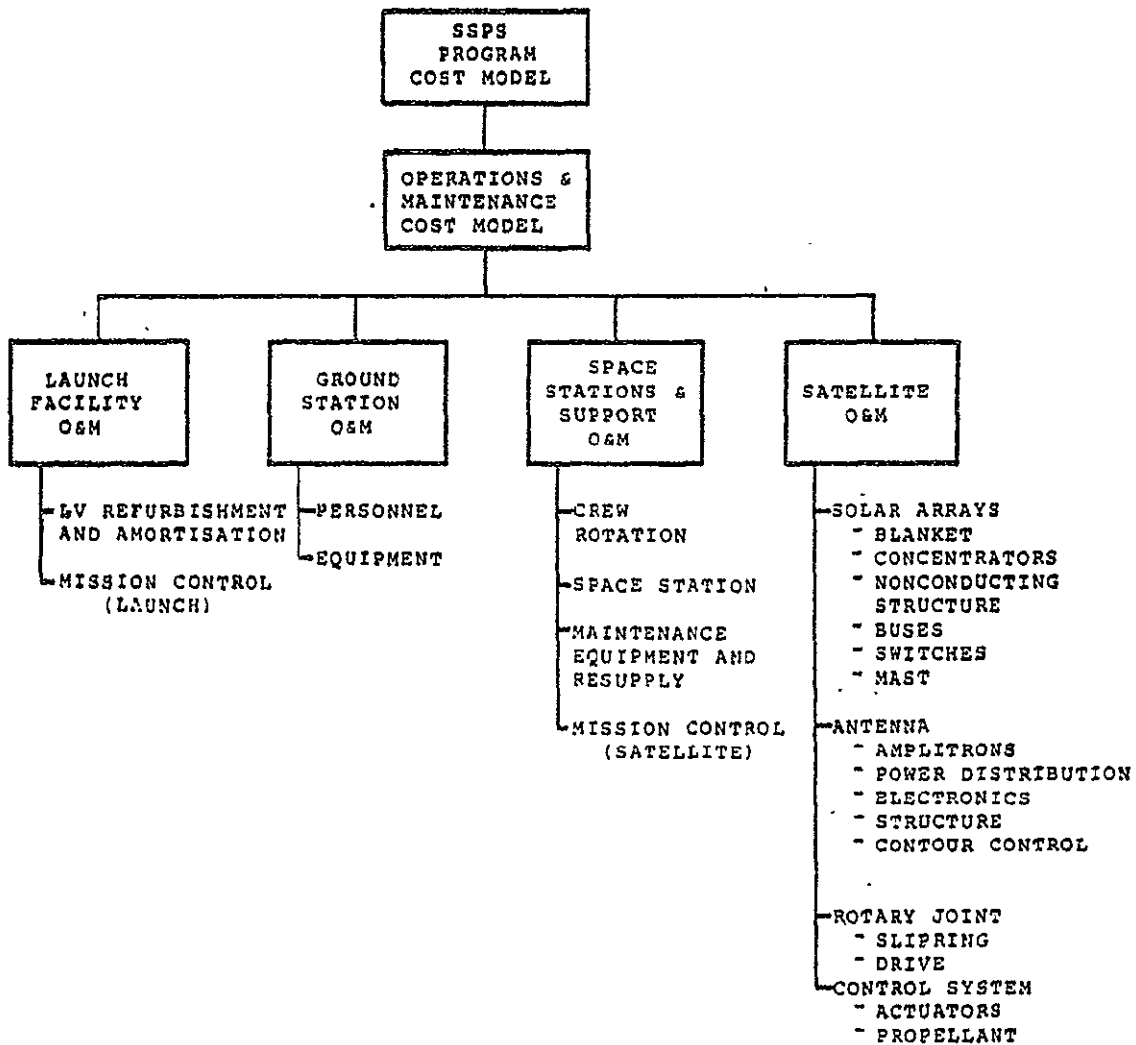 SSPS
PROGRAM
COST MODEL
OPERATIONS &
MAINTENANCE
COST MODEL
LAUNCH
FACILITY
O&M
GROUND
STATION
O&M
SPACE
STATIONS &
SUPPORT
O&M
SATELLITE
O&M
LV REFURBISHMENT
AND AMORTISATION
MISSION CONTROL
(LAUNCH)
PERSONNEL
EQUIPMENT
CREW
ROTATION
SPACE STATION
MAINTENANCE
EQUIPMENT AND
RESUPPLY
MISSION CONTROL
(SATELLITE)
SOLAR ARRAYS
- BLANKET
- CONCENTRATORS
- NONCONDUCTING
STRUCTURE
- BUSES
- SWITCHES
- MAST
ANTENNA
- AMPLITRONS
- POWER DISTRIBUTION
- ELECTRONICS
- STRUCTURE
- CONTOUR CONTROL
ROTARY JOINT
- SLIPRING
- DRIVE
CONTROL SYSTEM
- ACTUATORS
- PROPELLANT